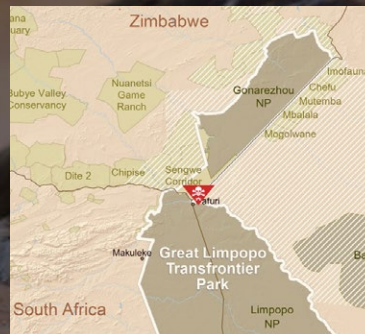 Zimbabwe
Bubye Valley
Conservancy
Nuanetsi
Game
Ranch
Gonarezhou
NP
Chefu
Mutemba
Mbalala
Mogolwane
Dite 2
Chipise
Sengwe
Corridor
Makuleke
Great Limpopo
Transfrontier
Park
South Africa
Limpopo
NP